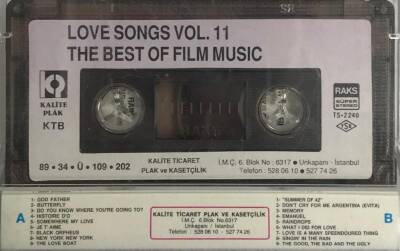 LOVE SONGS VOL. 11
THE BEST OF FILM MUSIC
KALİTE
PLAK
KTB
RAKS
SÜPER
STEREO
TS-2240
TSE
RAKS
89 • 34 • Ü • 109 • 202
KALİTE TİCARET
PLAK ve KASETÇİLİK
İ.M.Ç. 6. Blok No : 6317 • Unkapanı - İstanbul
Telefon : 528 06 10 - 527 74 26
A
1- GOD FATHER
2- BUTTERFLY
3- DO YOU KNOW WHERE YOU'RE GOING TO?
4- HISTOIRE D'O
5- SOMEWHERE MY LOVE
6- JE T'AIME
7- BLACK ORPHEUS
8- NEW YORK NEW YORK
9- THE LOVE BOAT
KALİTE TİCARET PLAK VE KASETÇİLİK
İ.M.Ç. 6. Blok No: 6317
Unkapanı / İstanbul
Telefon : 528 06 10 - 527 74 26
1- "SUMMER OF 42"
2- DON'T CRY FOR ME ARGENTINA (EVITA)
3- MEMORY
4- EMANUEL
5- RAINDROPS
6- WHAT I DID FOR LOVE
7- LOVE IS A MANY SPEENDOURED THING
8- SINGIN' IN THE RAIN
9- THE GOOD, THE BAD AND THE UGLY
B